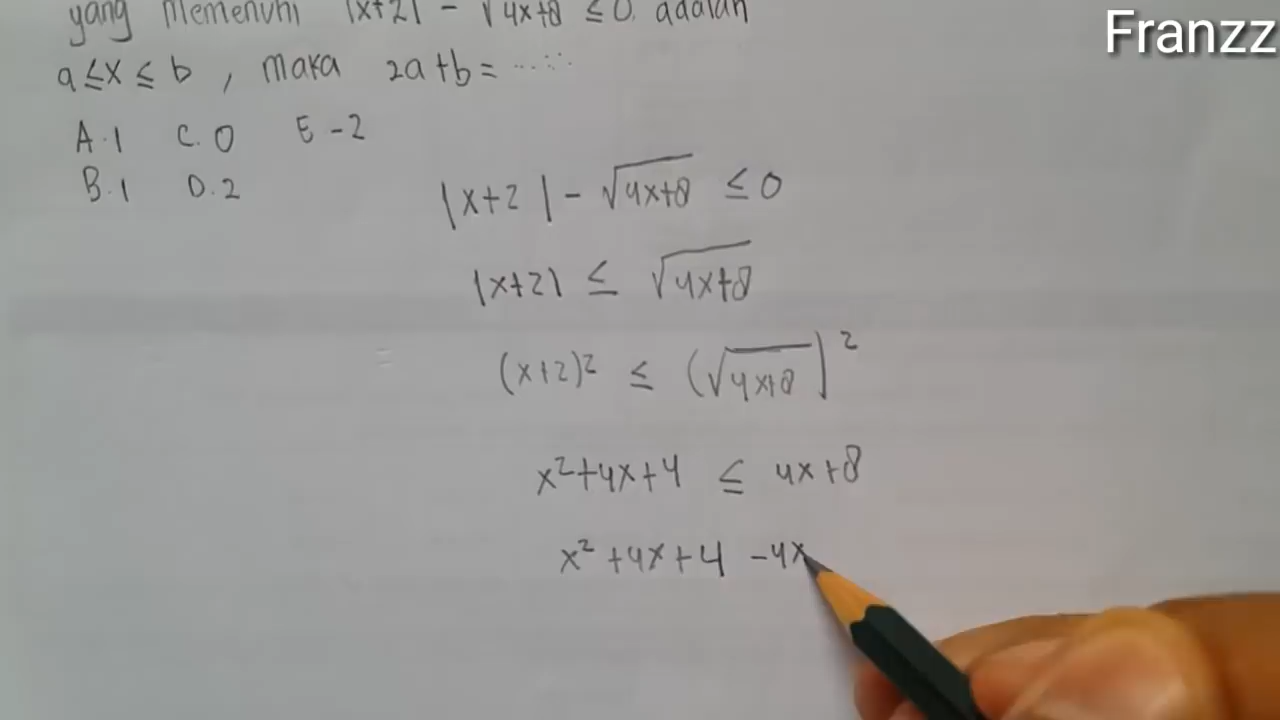 Franzz
yang memenuhi |x+2| - √4x+8 ≤ 0 adalah
a ≤ x ≤ b , maka 2a+b = ......
A. 1 C. 0 E -2
B. 1 D. 2
|x+2| - √4x+8 ≤ 0
|x+2| ≤ √4x+8
(x+2)² ≤ (√4x+8)²
x²+4x+4 ≤ 4x+8
x² +4x+4 -4x